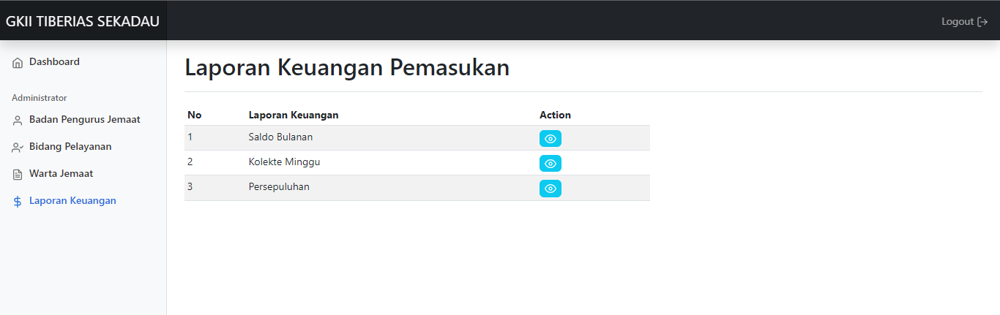 GKII TIBERIAS SEKADAU
Logout
Dashboard
Administrator
Badan Pengurus Jemaat
Bidang Pelayanan
Warta Jemaat
Laporan Keuangan
Laporan Keuangan Pemasukan
No Laporan Keuangan Action
1 Saldo Bulanan
2 Kolekte Minggu
3 Persepuluhan